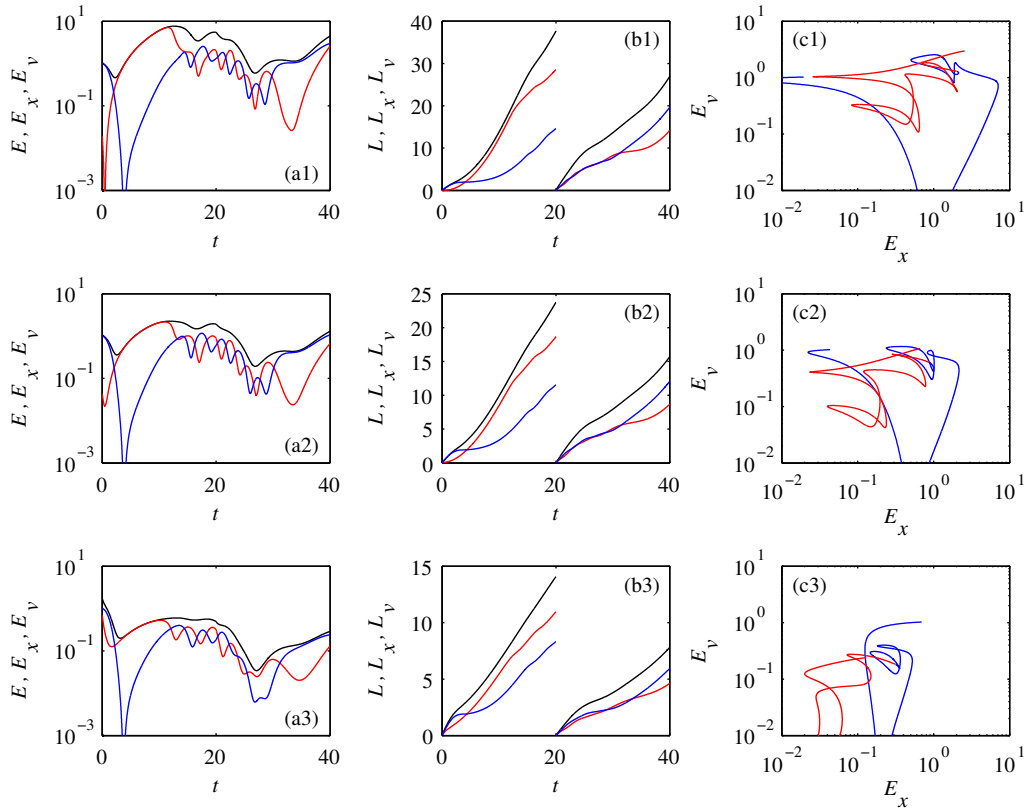 E, E_x, E_v
10^1
10^-1
10^-3
0
20
40
t
(a1)
L, L_x, L_v
40
30
20
10
0
0
20
40
t
(b1)
E_v
10^1
10^0
10^-1
10^-2
10^-2
10^-1
10^0
10^1
E_x
(c1)
E, E_x, E_v
10^1
10^-1
10^-3
0
20
40
t
(a2)
L, L_x, L_v
25
20
15
10
5
0
0
20
40
t
(b2)
E_v
10^1
10^0
10^-1
10^-2
10^-2
10^-1
10^0
10^1
E_x
(c2)
E, E_x, E_v
10^1
10^-1
10^-3
0
20
40
t
(a3)
L, L_x, L_v
15
10
5
0
0
20
40
t
(b3)
E_v
10^1
10^0
10^-1
10^-2
10^-2
10^-1
10^0
10^1
E_x
(c3)